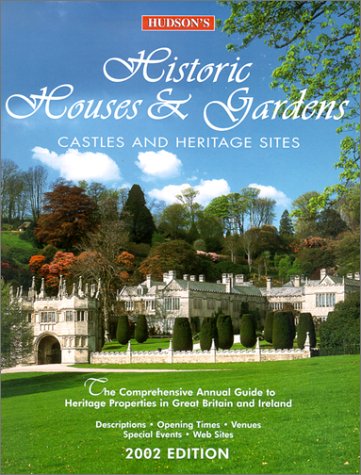 HUDSON'S
Historic
Houses & Gardens
CASTLES AND HERITAGE SITES
The Comprehensive Annual Guide to
Heritage Properties in Great Britain and Ireland
Descriptions • Opening Times • Venues
Special Events • Web Sites
2002 EDITION